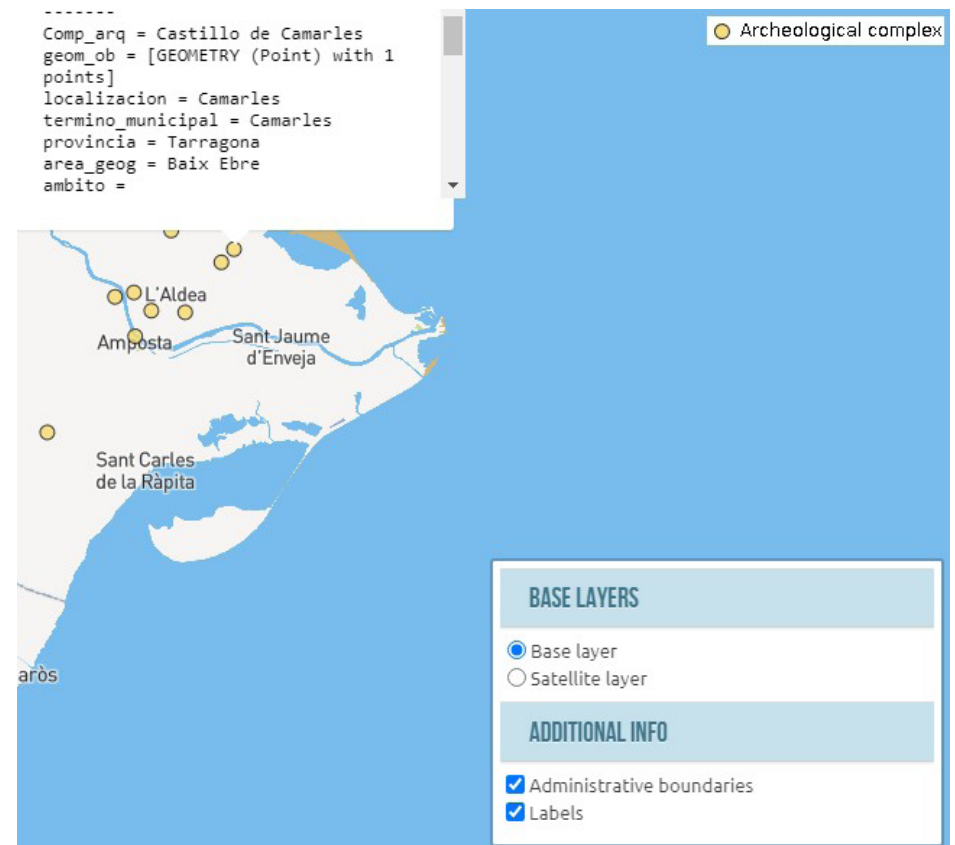 -------
Comp_arq = Castillo de Camarles
geom_ob = [GEOMETRY (Point) with 1
points]
localizacion = Camarles
termino_municipal = Camarles
provincia = Tarragona
area_geog = Baix Ebre
ambito =
Archeological complex
L'Aldea
Amposta
Sant Jaume
d'Enveja
Sant Carles
de la Ràpita
aròs
BASE LAYERS
Base layer
Satellite layer
ADDITIONAL INFO
Administrative boundaries
Labels